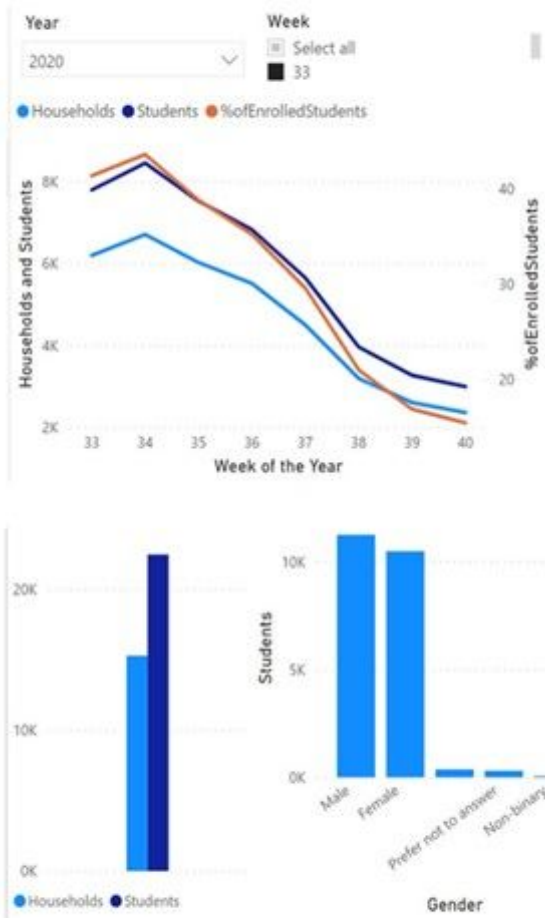 Year
2020
Week
Select all
33
Households Students %ofEnrolledStudents
Households and Students
8K
6K
4K
2K
40
30
20
%ofEnrolledStudents
33 34 35 36 37 38 39 40
Week of the Year
20K
10K
0K
Households Students
Students
10K
5K
0K
Male
Female
Prefer not to answer
Non-binary
Gender